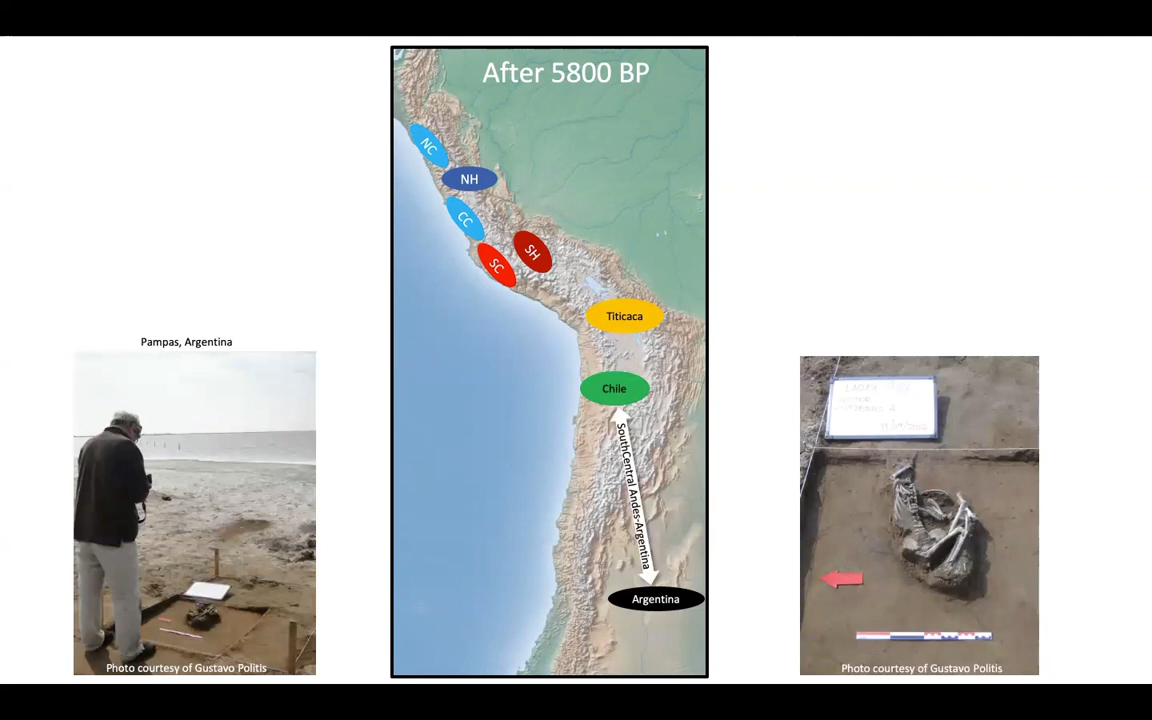 After 5800 BP
NC
NH
CC
SH
SC
Titicaca
Chile
SouthCentral Andes-Argentina
Argentina
Pampas, Argentina
Photo courtesy of Gustavo Politis
Photo courtesy of Gustavo Politis